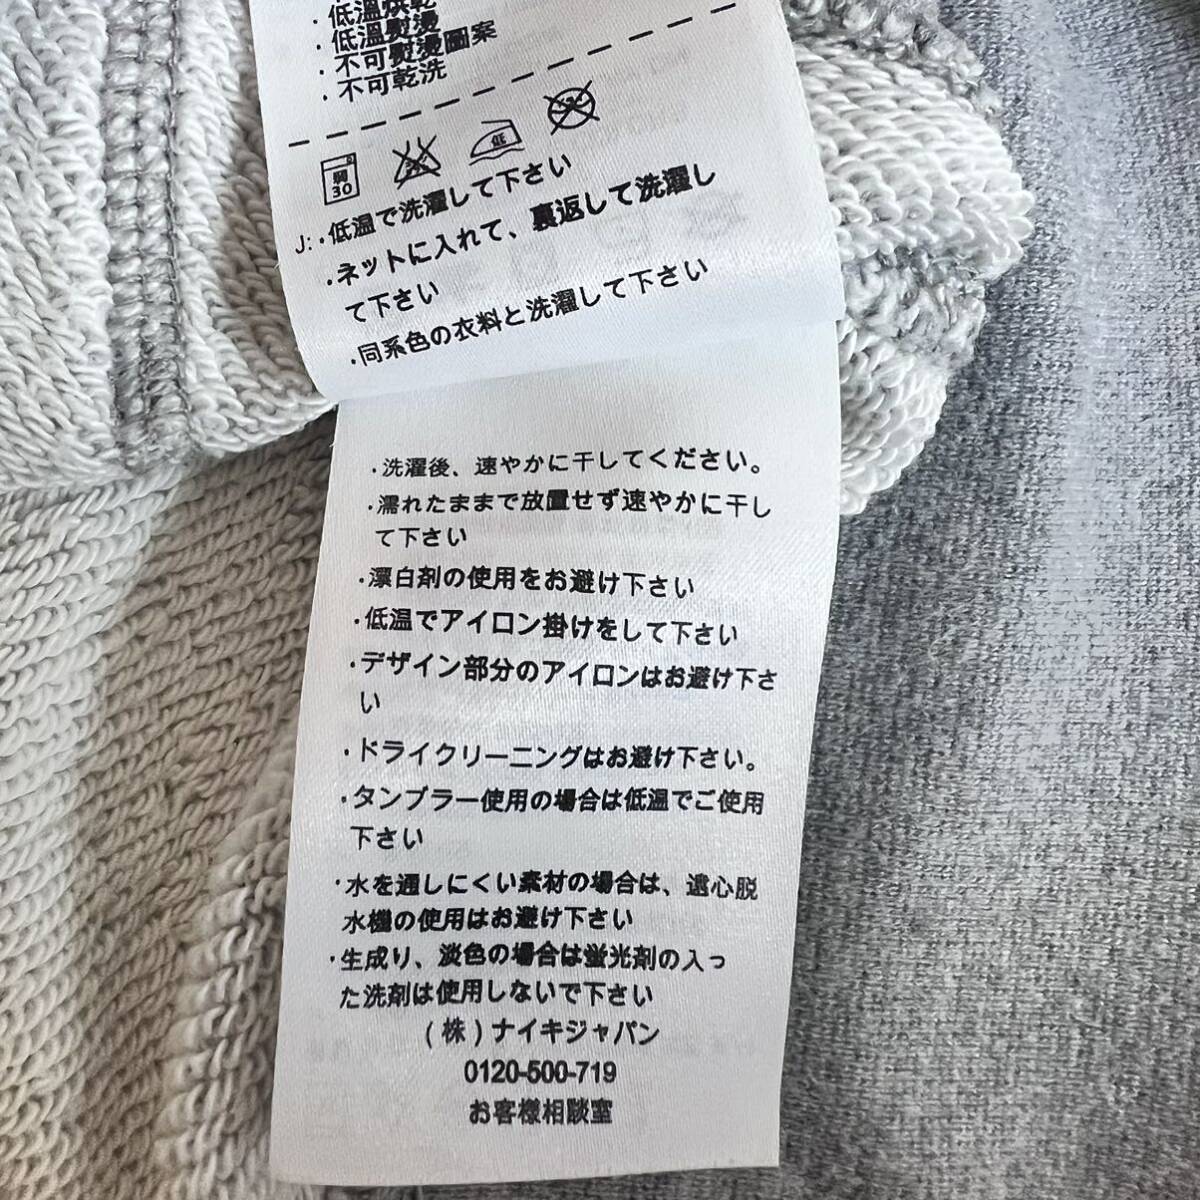 · 低溫烘乾
· 低溫熨燙
· 不可熨燙圖案
· 不可乾洗
弱
30
低
J: · 低温で洗濯して下さい
· ネットに入れて、裏返して洗濯し
て下さい
· 同系色の衣料と洗濯して下さい
· 洗濯後、速やかに干してください。
· 濡れたままで放置せず速やかに干し
て下さい
· 漂白剤の使用をお避け下さい
· 低温でアイロン掛けをして下さい
· デザイン部分のアイロンはお避け下さ
い
· ドライクリーニングはお避け下さい。
· タンブラー使用の場合は低温でご使用
下さい
· 水を通しにくい素材の場合は、遠心脱
水機の使用はお避け下さい
· 生成り、淡色の場合は蛍光剤の入っ
た洗剤は使用しないで下さい
(株)ナイキジャパン
0120-500-719
お客様相談室